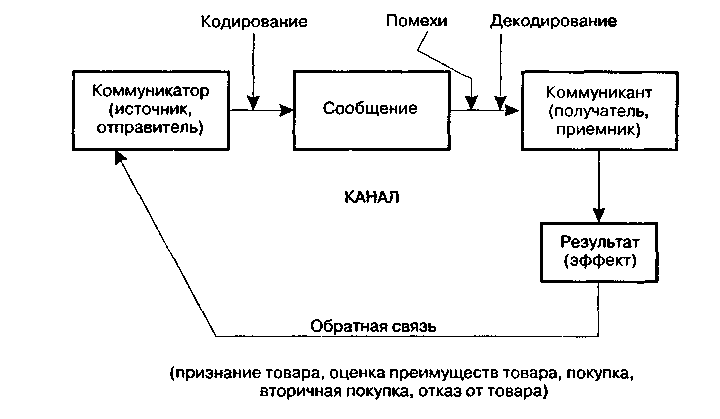 Кодирование
Помехи
Декодирование
Коммуникатор
(источник,
отправитель)
Сообщение
Коммуникант
(получатель,
приемник)
КАНАЛ
Результат
(эффект)
Обратная связь
(признание товара, оценка преимуществ товара, покупка,
вторичная покупка, отказ от товара)